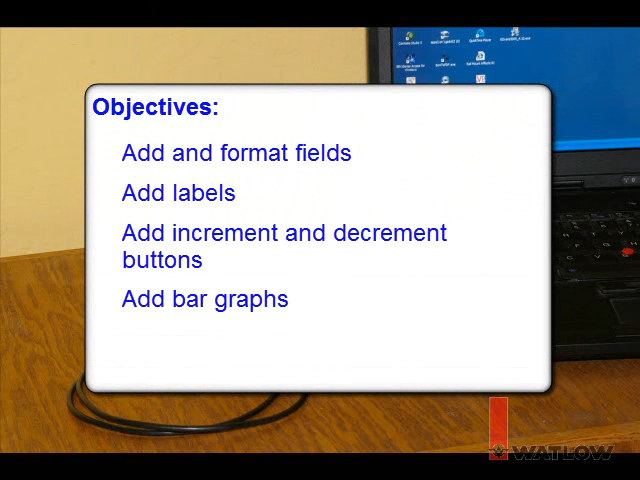 Objectives:
Add and format fields
Add labels
Add increment and decrement
buttons
Add bar graphs
WATLOW